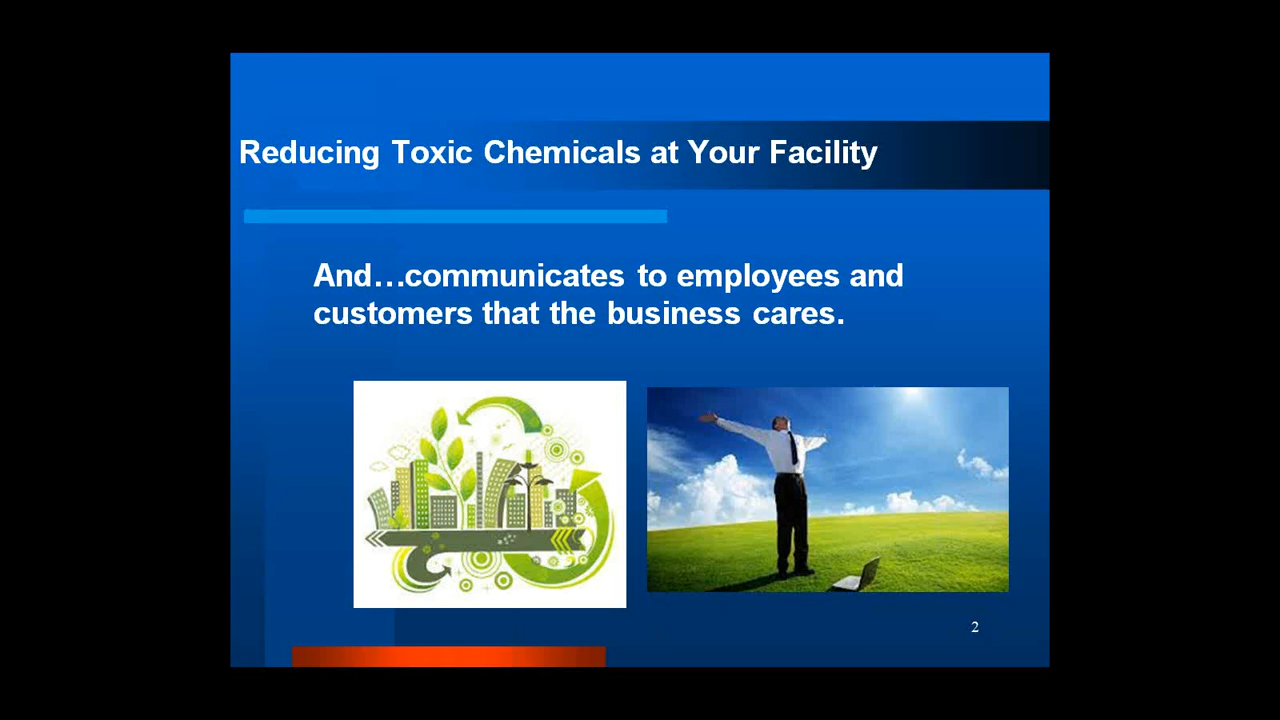 Reducing Toxic Chemicals at Your Facility
And…communicates to employees and
customers that the business cares.
2